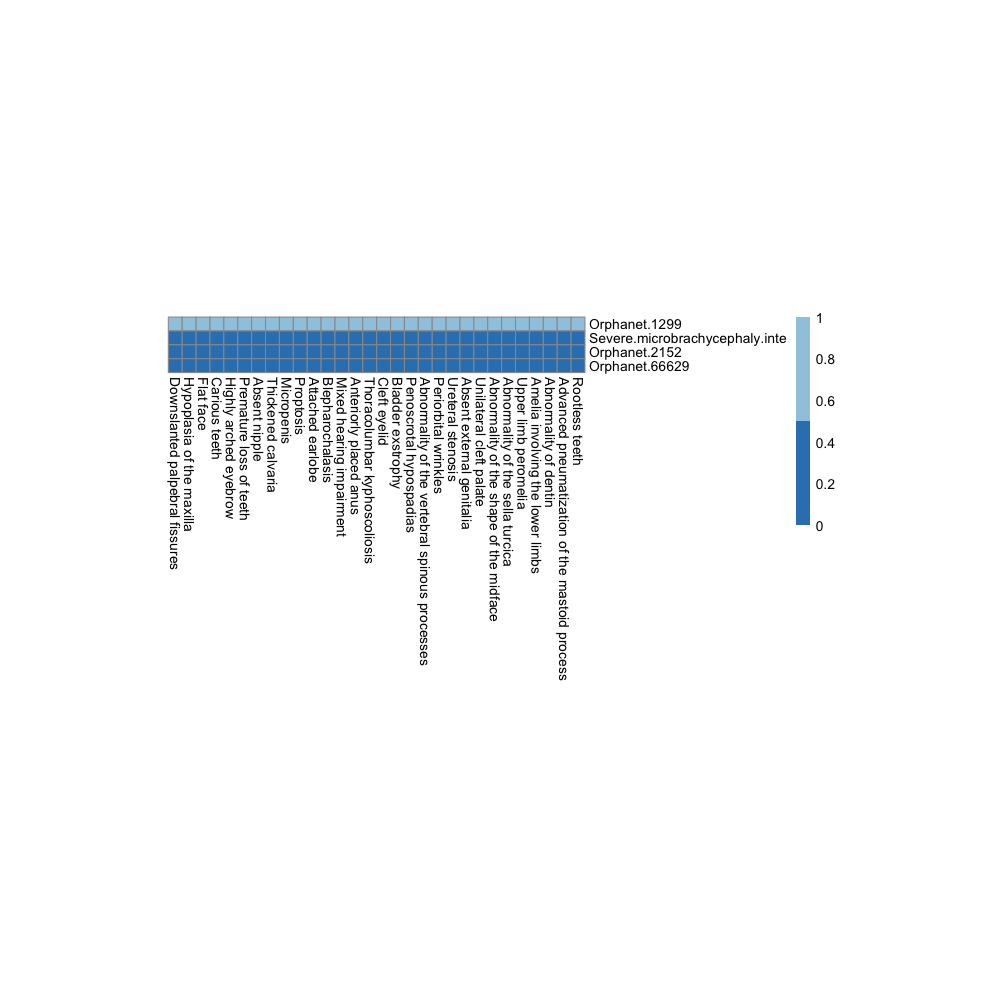 Orphanet.1299
Severe.microbrachycephaly.inte
Orphanet.2152
Orphanet.66629
1
0.8
0.6
0.4
0.2
0
Downslanted palpebral fissures
Hypoplasia of the maxilla
Flat face
Carious teeth
Highly arched eyebrow
Premature loss of teeth
Absent nipple
Thickened calvaria
Micropenis
Proptosis
Attached earlobe
Blepharochalasis
Mixed hearing impairment
Anteriorly placed anus
Thoracolumbar kyphoscoliosis
Cleft eyelid
Bladder exstrophy
Penoscrotal hypospadias
Abnormality of the vertebral spinous processes
Periorbital wrinkles
Ureteral stenosis
Absent external genitalia
Unilateral cleft palate
Abnormality of the shape of the midface
Abnormality of the sella turcica
Upper limb peromelia
Amelia involving the lower limbs
Abnormality of dentin
Advanced pneumatization of the mastoid process
Rootless teeth